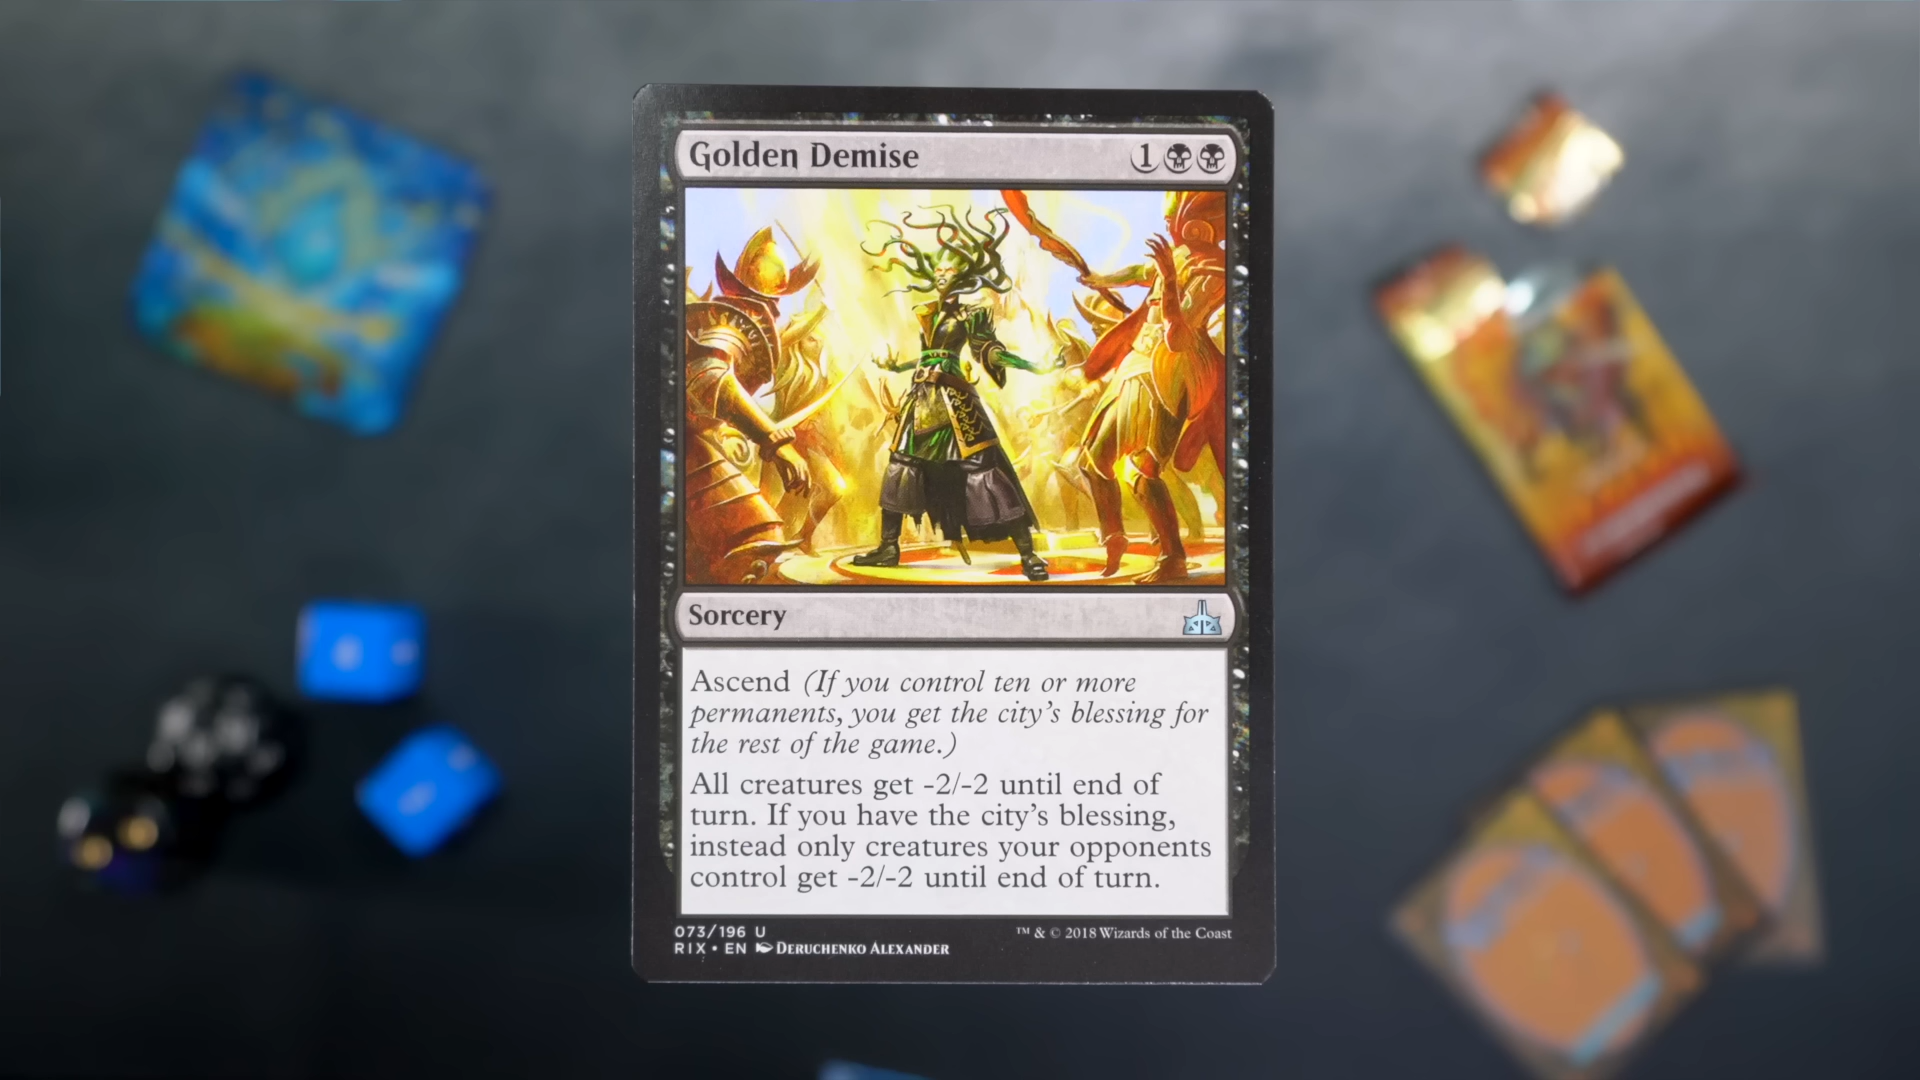 Golden Demise 1
Sorcery
Ascend (If you control ten or more
permanents, you get the city's blessing for
the rest of the game.)
All creatures get -2/-2 until end of
turn. If you have the city's blessing,
instead only creatures your opponents
control get -2/-2 until end of turn.
073/196 U
RIX • EN DERUCHENKO ALEXANDER
™ & © 2018 Wizards of the Coast